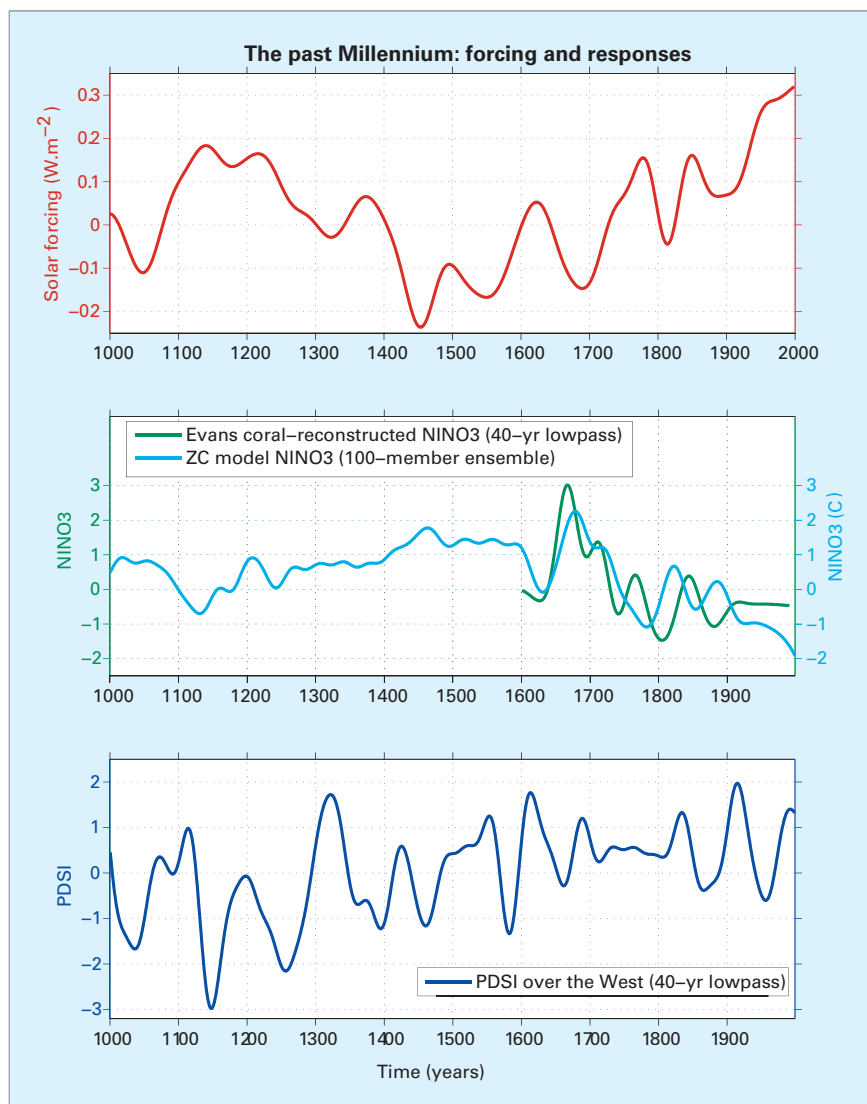 The past Millennium: forcing and responses
Solar forcing (W.m−2)
0.3
0.2
0.1
0
−0.1
−02
1000 1100 1200 1300 1400 1500 1600 1700 1800 1900 2000
Evans coral−reconstructed NINO3 (40−yr lowpass)
ZC model NINO3 (100−member ensemble)
NINO3
3
2
1
0
−1
−2
NINO3 (C)
3
2
1
0
−1
−2
1000 1100 1200 1300 1400 1500 1600 1700 1800 1900
PDSI
2
1
0
−1
−2
−3
PDSI over the West (40−yr lowpass)
1000 1100 1200 1300 1400 1500 1600 1700 1800 1900
Time (years)